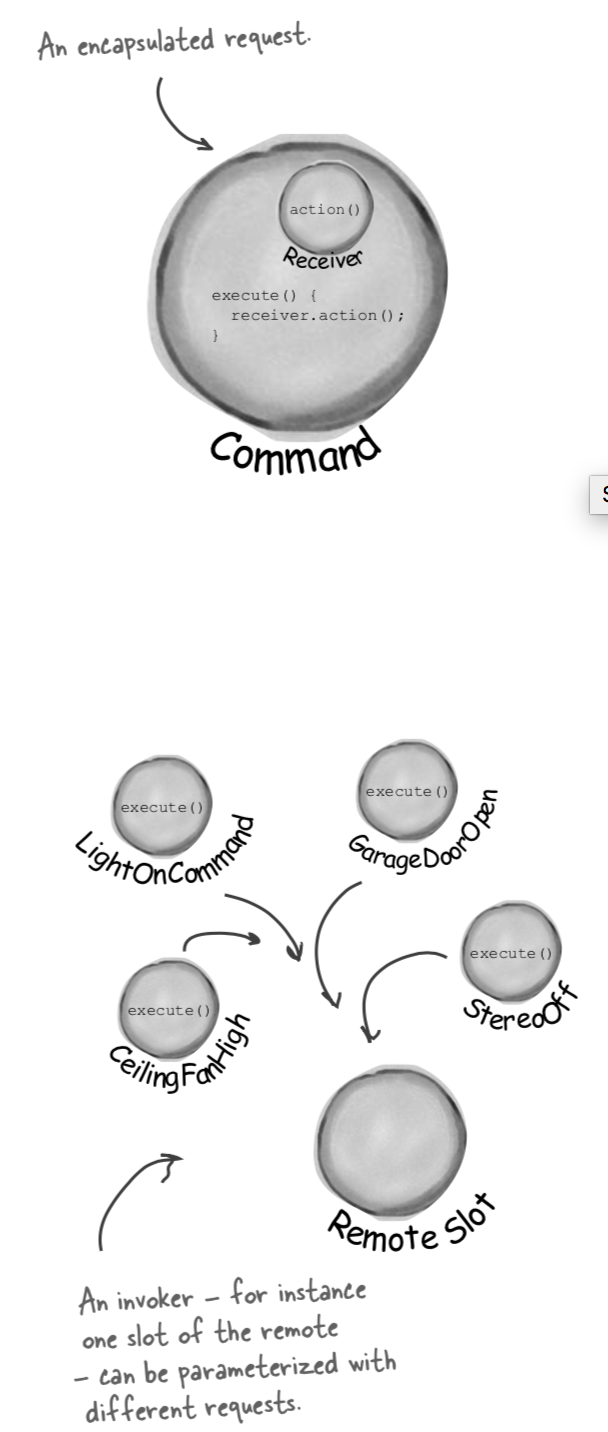 An encapsulated request.
action()
Receiver
execute() {
receiver.action();
}
Command
S
execute()
LightOnCommand
execute()
GarageDoorOpen
execute()
CeilingFanHigh
execute()
StereoOff
Remote Slot
An invoker – for instance
one slot of the remote
– can be parameterized with
different requests.